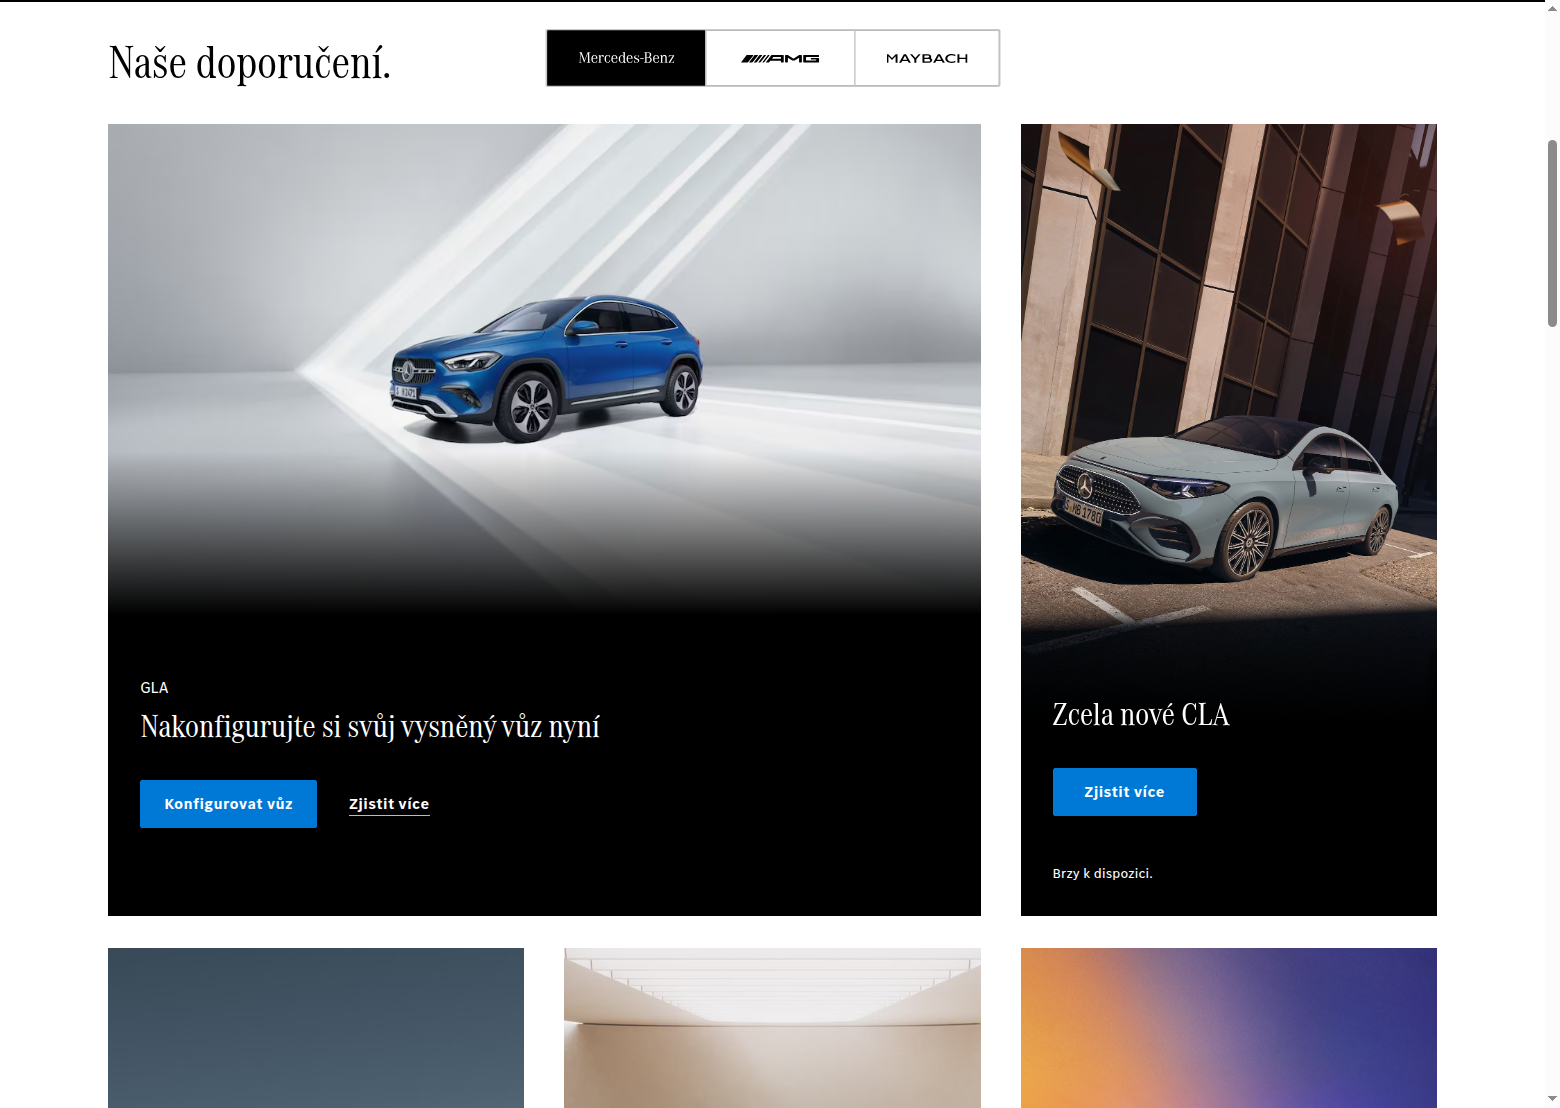 Naše doporučení.
Mercedes-Benz
AMG
MAYBACH
GLA
Nakonfigurujte si svůj vysněný vůz nyní
Konfigurovat vůz
Zjistit více
Zcela nové CLA
Zjistit více
Brzy k dispozici.